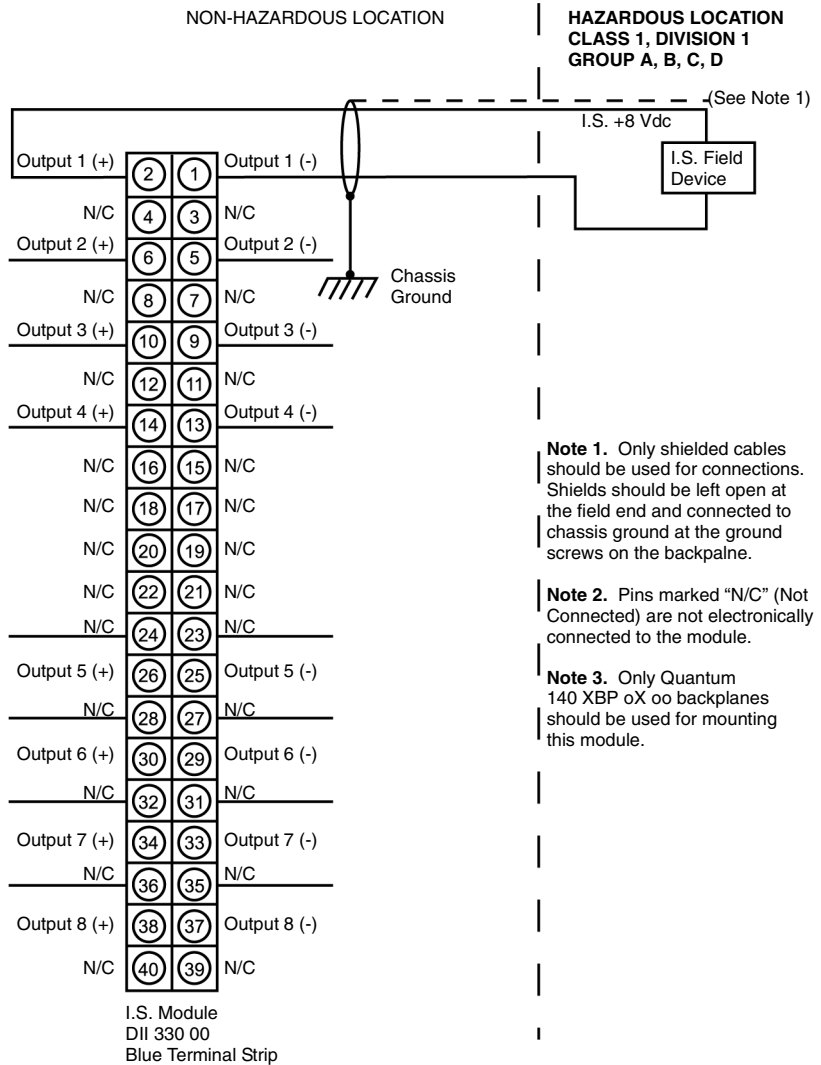 NON-HAZARDOUS LOCATION
HAZARDOUS LOCATION
CLASS 1, DIVISION 1
GROUP A, B, C, D
(See Note 1)
I.S. +8 Vdc
I.S. Field
Device
Output 1 (+) 2 1 Output 1 (-)
N/C 4 3 N/C
Output 2 (+) 6 5 Output 2 (-)
Chassis
Ground
N/C 8 7 N/C
Output 3 (+) 10 9 Output 3 (-)
N/C 12 11 N/C
Output 4 (+) 14 13 Output 4 (-)
N/C 16 15 N/C
N/C 18 17 N/C
N/C 20 19 N/C
N/C 22 21 N/C
N/C 24 23 N/C
Output 5 (+) 26 25 Output 5 (-)
N/C 28 27 N/C
Output 6 (+) 30 29 Output 6 (-)
N/C 32 31 N/C
Output 7 (+) 34 33 Output 7 (-)
N/C 36 35 N/C
Output 8 (+) 38 37 Output 8 (-)
N/C 40 39 N/C
I.S. Module
DII 330 00
Blue Terminal Strip
Note 1. Only shielded cables
should be used for connections.
Shields should be left open at
the field end and connected to
chassis ground at the ground
screws on the backpalne.
Note 2. Pins marked “N/C” (Not
Connected) are not electronically
connected to the module.
Note 3. Only Quantum
140 XBP oX oo backplanes
should be used for mounting
this module.